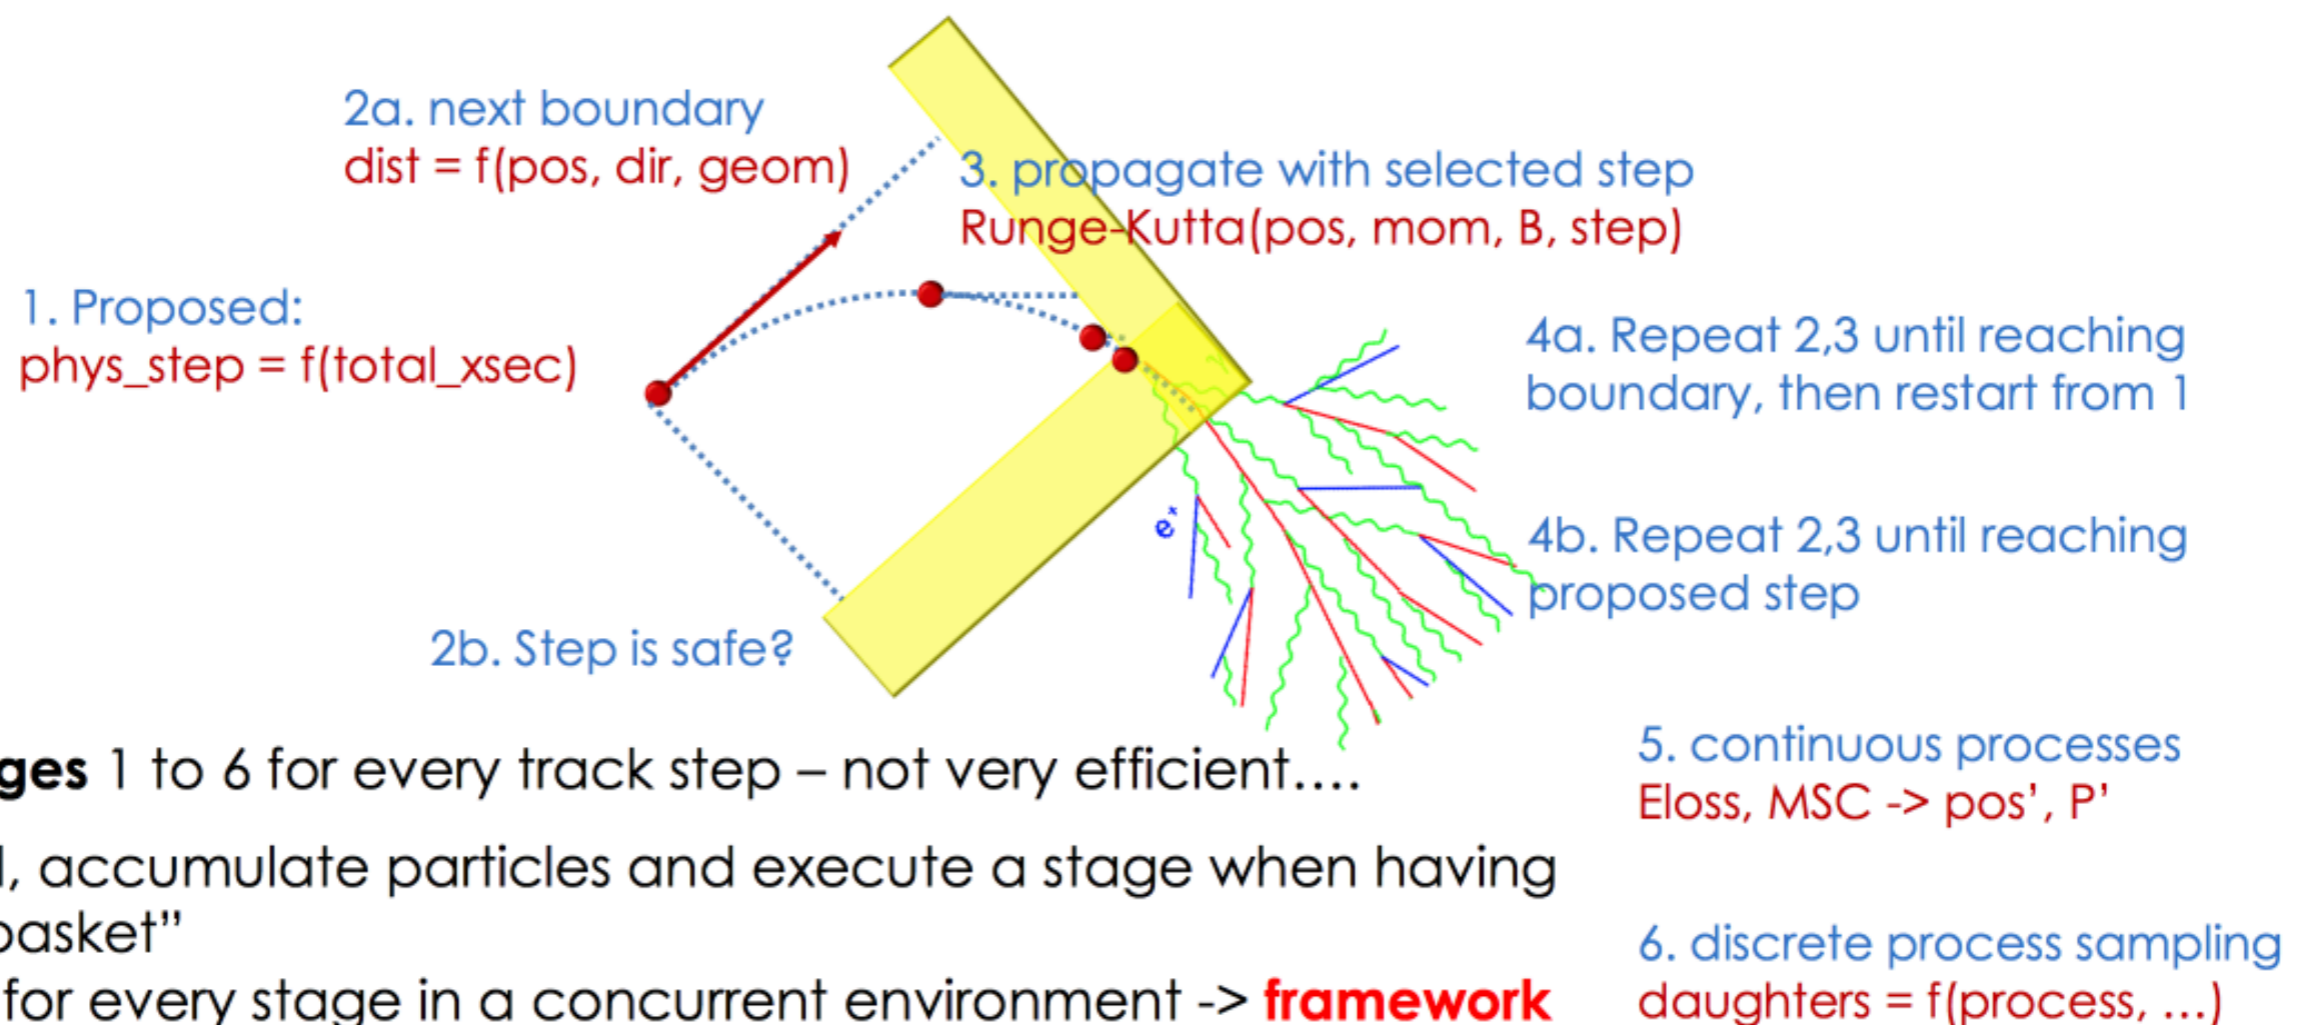 2a. next boundary
dist = f(pos, dir, geom)
3. propagate with selected step
Runge-Kutta(pos, mom, B, step)
1. Proposed:
phys_step = f(total_xsec)
4a. Repeat 2,3 until reaching
boundary, then restart from 1
e⁺
4b. Repeat 2,3 until reaching
proposed step
2b. Step is safe?
ges 1 to 6 for every track step – not very efficient....
5. continuous processes
Eloss, MSC -> pos’, P’
, accumulate particles and execute a stage when having
basket”
6. discrete process sampling
daughters = f(process, ...)
for every stage in a concurrent environment -> framework